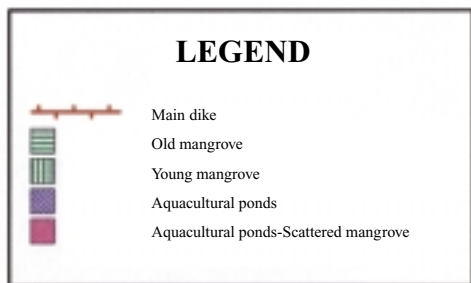 LEGEND
Main dike
Old mangrove
Young mangrove
Aquacultural ponds
Aquacultural ponds-Scattered mangrove